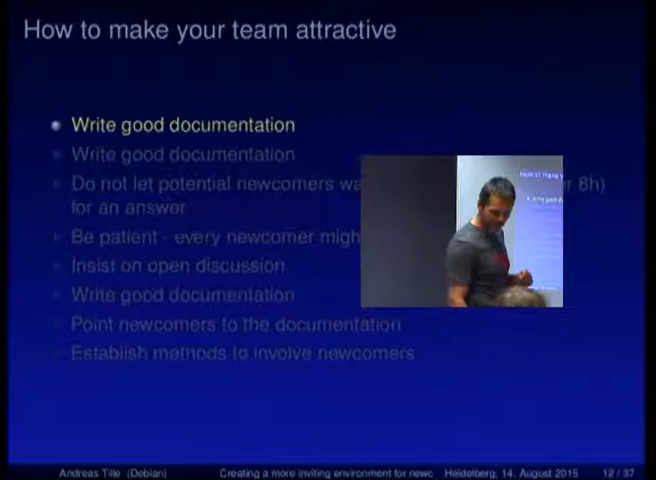 How to make your team attractive
Write good documentation
Write good documentation
Do not let potential newcomers 8h)
for an answer
Be patient - every newcomer
Insist on open discussion
Write good documentation
Point newcomers to the documentation
Establish methods to involve newcomers
Andreas Tille (Debian) Creating a more inviting environment for newc Heidelberg, 14. August 2015 12 / 37